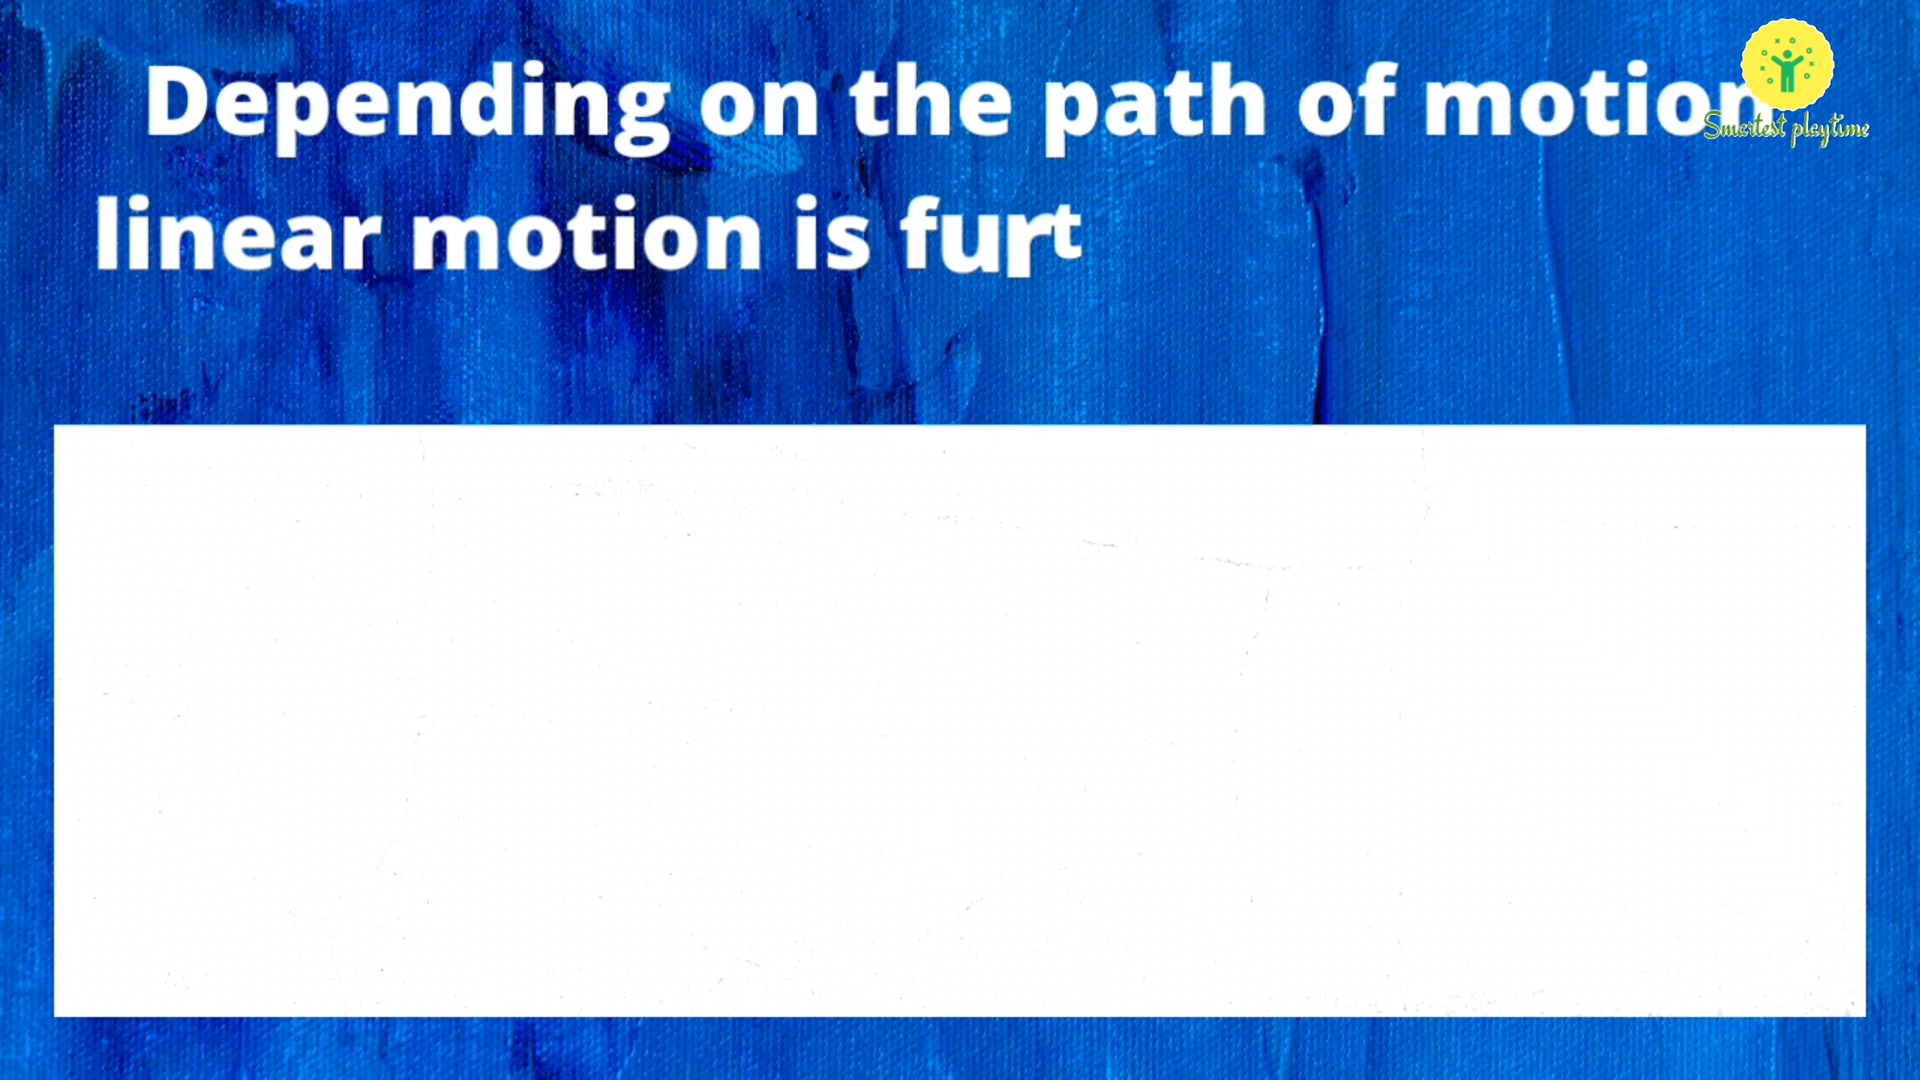 Depending on the path of motion
linear motion is furt
Smartest playtime